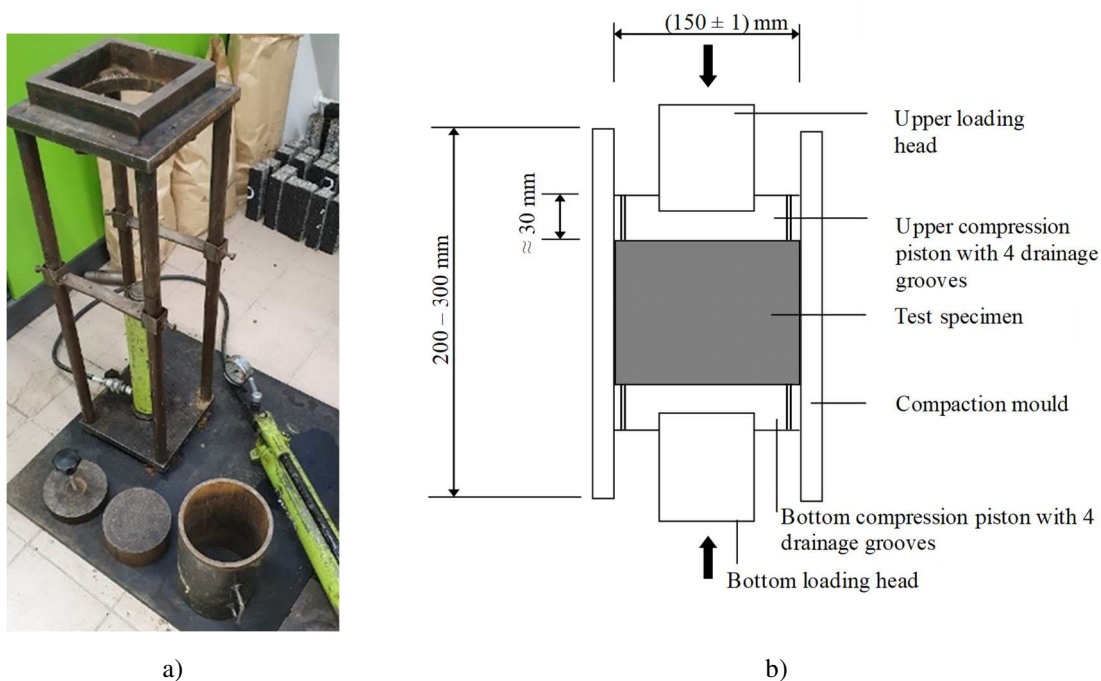 (150 ± 1) mm
Upper loading
head
≈ 30 mm
200 – 300 mm
Upper compression
piston with 4 drainage
grooves
Test specimen
Compaction mould
Bottom compression piston with 4
drainage grooves
Bottom loading head
a)
b)